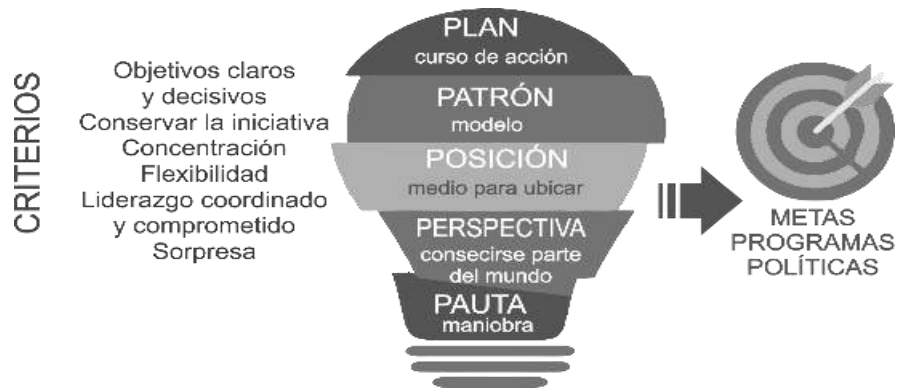 CRITERIOS
Objetivos claros
y decisivos
Conservar la iniciativa
Concentración
Flexibilidad
Liderazgo coordinado
y comprometido
Sorpresa
PLAN
curso de acción
PATRÓN
modelo
POSICIÓN
medio para ubicar
PERSPECTIVA
consecirse parte
del mundo
PAUTA
maniobra
METAS
PROGRAMAS
POLÍTICAS